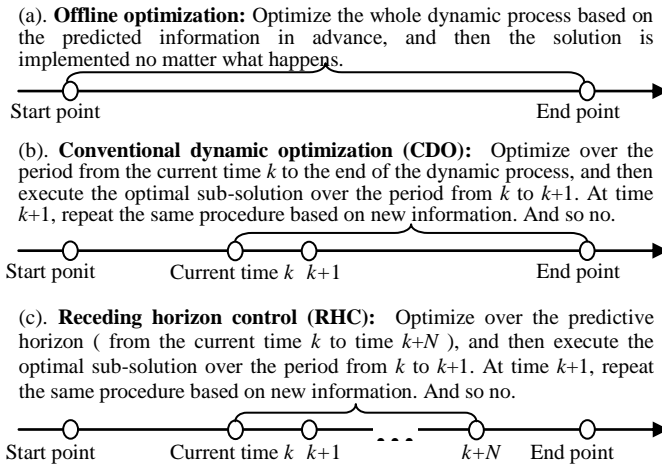 (a). Offline optimization: Optimize the whole dynamic process based on
the predicted information in advance, and then the solution is
implemented no matter what happens.
Start point End point
(b). Conventional dynamic optimization (CDO): Optimize over the
period from the current time k to the end of the dynamic process, and then
execute the optimal sub-solution over the period from k to k+1. At time
k+1, repeat the same procedure based on new information. And so no.
Start ponit Current time k k+1 End point
(c). Receding horizon control (RHC): Optimize over the predictive
horizon ( from the current time k to time k+N ), and then execute the
optimal sub-solution over the period from k to k+1. At time k+1, repeat
the same procedure based on new information. And so no.
Start point Current time k k+1 ... k+N End point